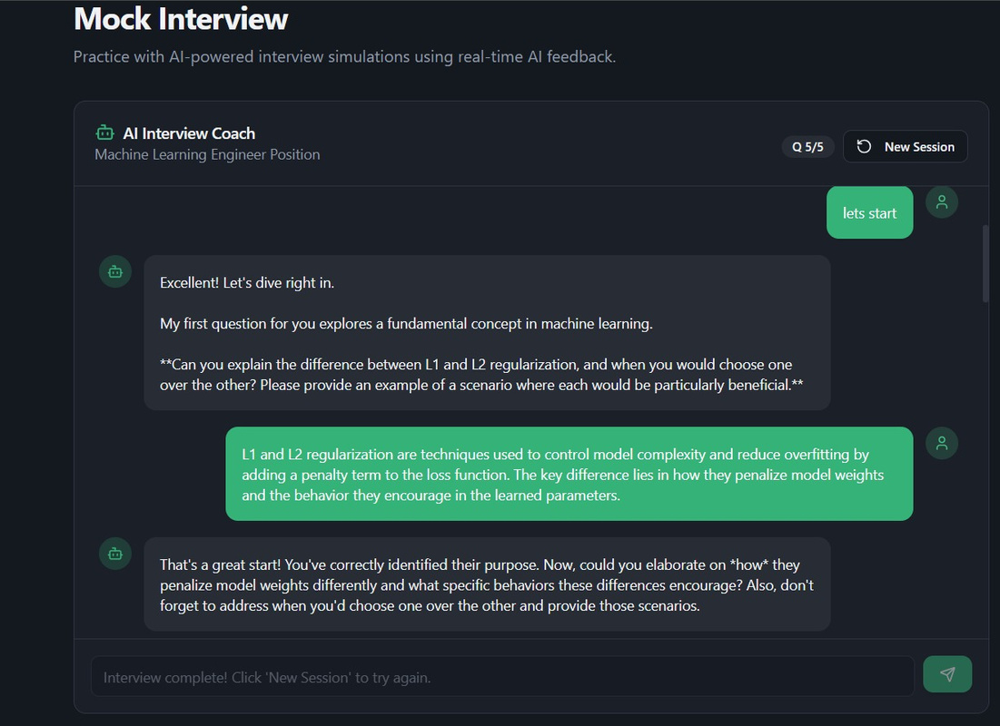 Mock Interview
Practice with AI-powered interview simulations using real-time AI feedback.
AI Interview Coach
Machine Learning Engineer Position
Q 5/5
New Session
lets start
Excellent! Let's dive right in.
My first question for you explores a fundamental concept in machine learning.
**Can you explain the difference between L1 and L2 regularization, and when you would choose one
over the other? Please provide an example of a scenario where each would be particularly beneficial.**
L1 and L2 regularization are techniques used to control model complexity and reduce overfitting by
adding a penalty term to the loss function. The key difference lies in how they penalize model weights
and the behavior they encourage in the learned parameters.
That's a great start! You've correctly identified their purpose. Now, could you elaborate on *how* they
penalize model weights differently and what specific behaviors these differences encourage? Also, don't
forget to address when you'd choose one over the other and provide those scenarios.
Interview complete! Click 'New Session' to try again.